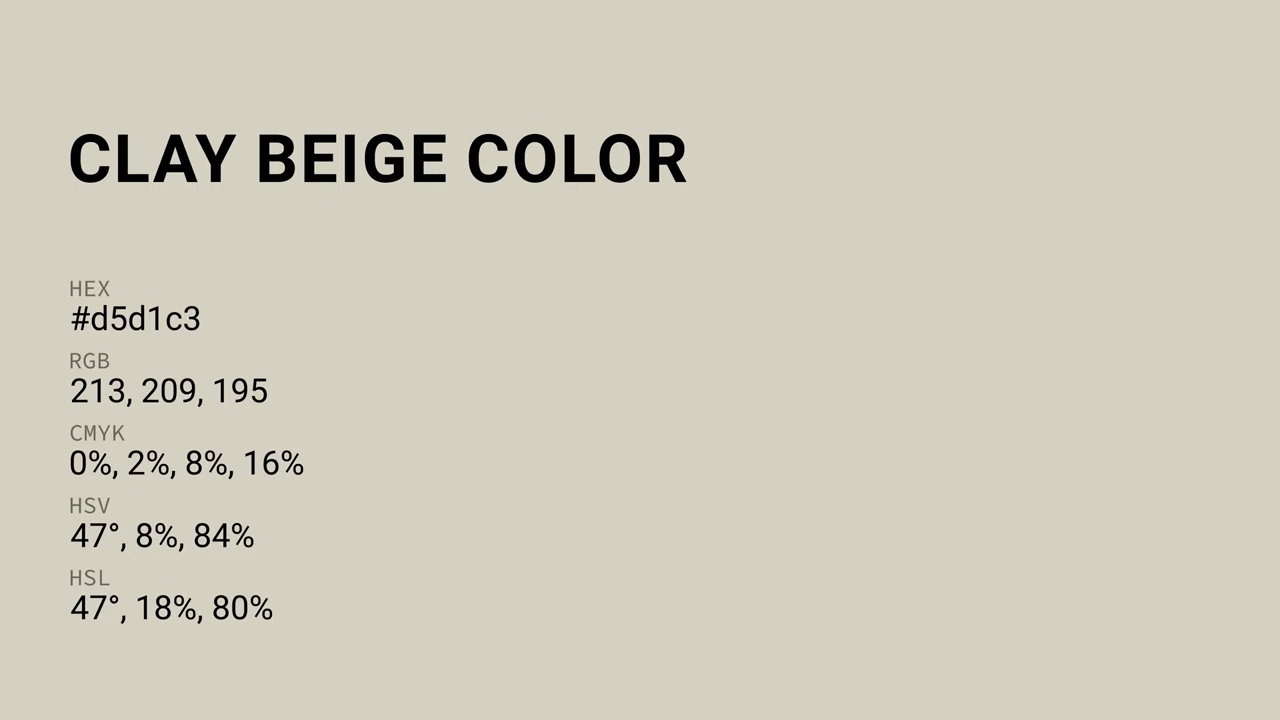 CLAY BEIGE COLOR
HEX
#d5d1c3
RGB
213, 209, 195
CMYK
0%, 2%, 8%, 16%
HSV
47°, 8%, 84%
HSL
47°, 18%, 80%